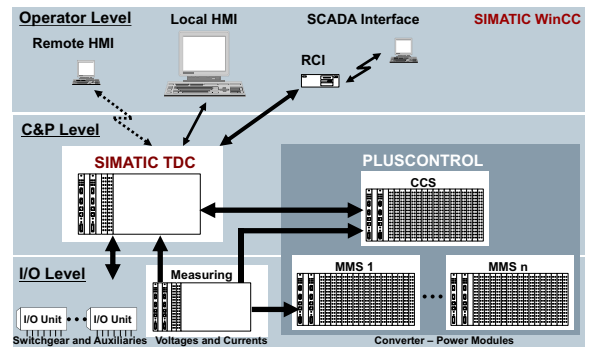 Operator Level
Local HMI
SCADA Interface
SIMATIC WinCC
Remote HMI
RCI
C&P Level
SIMATIC TDC
PLUSCONTROL
CCS
I/O Level
Measuring
MMS 1
MMS n
I/O Unit
I/O Unit
Switchgear and Auxiliaries
Voltages and Currents
Converter – Power Modules